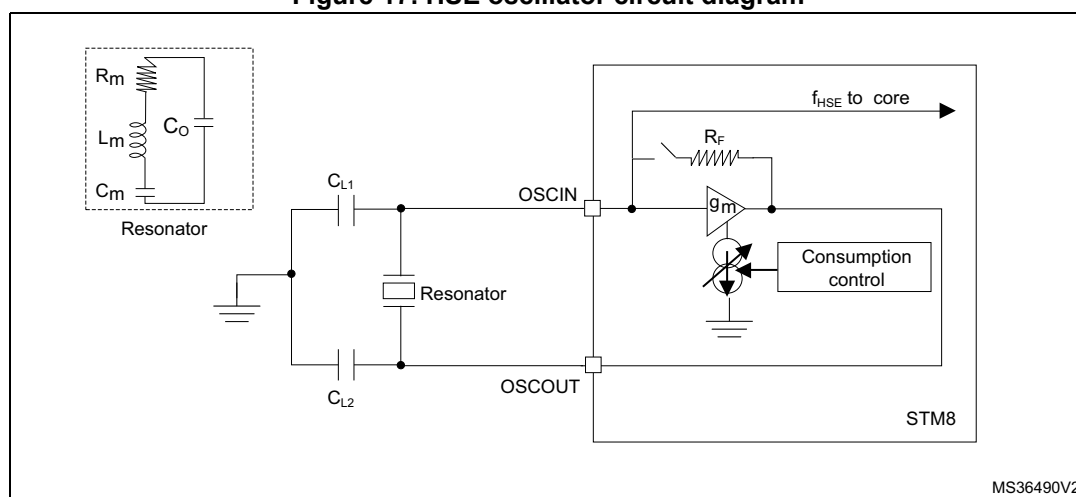 Figure 17. HSE oscillator circuit diagram
Rm
Lm
Cm
CO
Resonator
CL1
CL2
Resonator
OSCIN
OSCOUT
fHSE to core
RF
gm
Consumption
control
STM8
MS36490V2